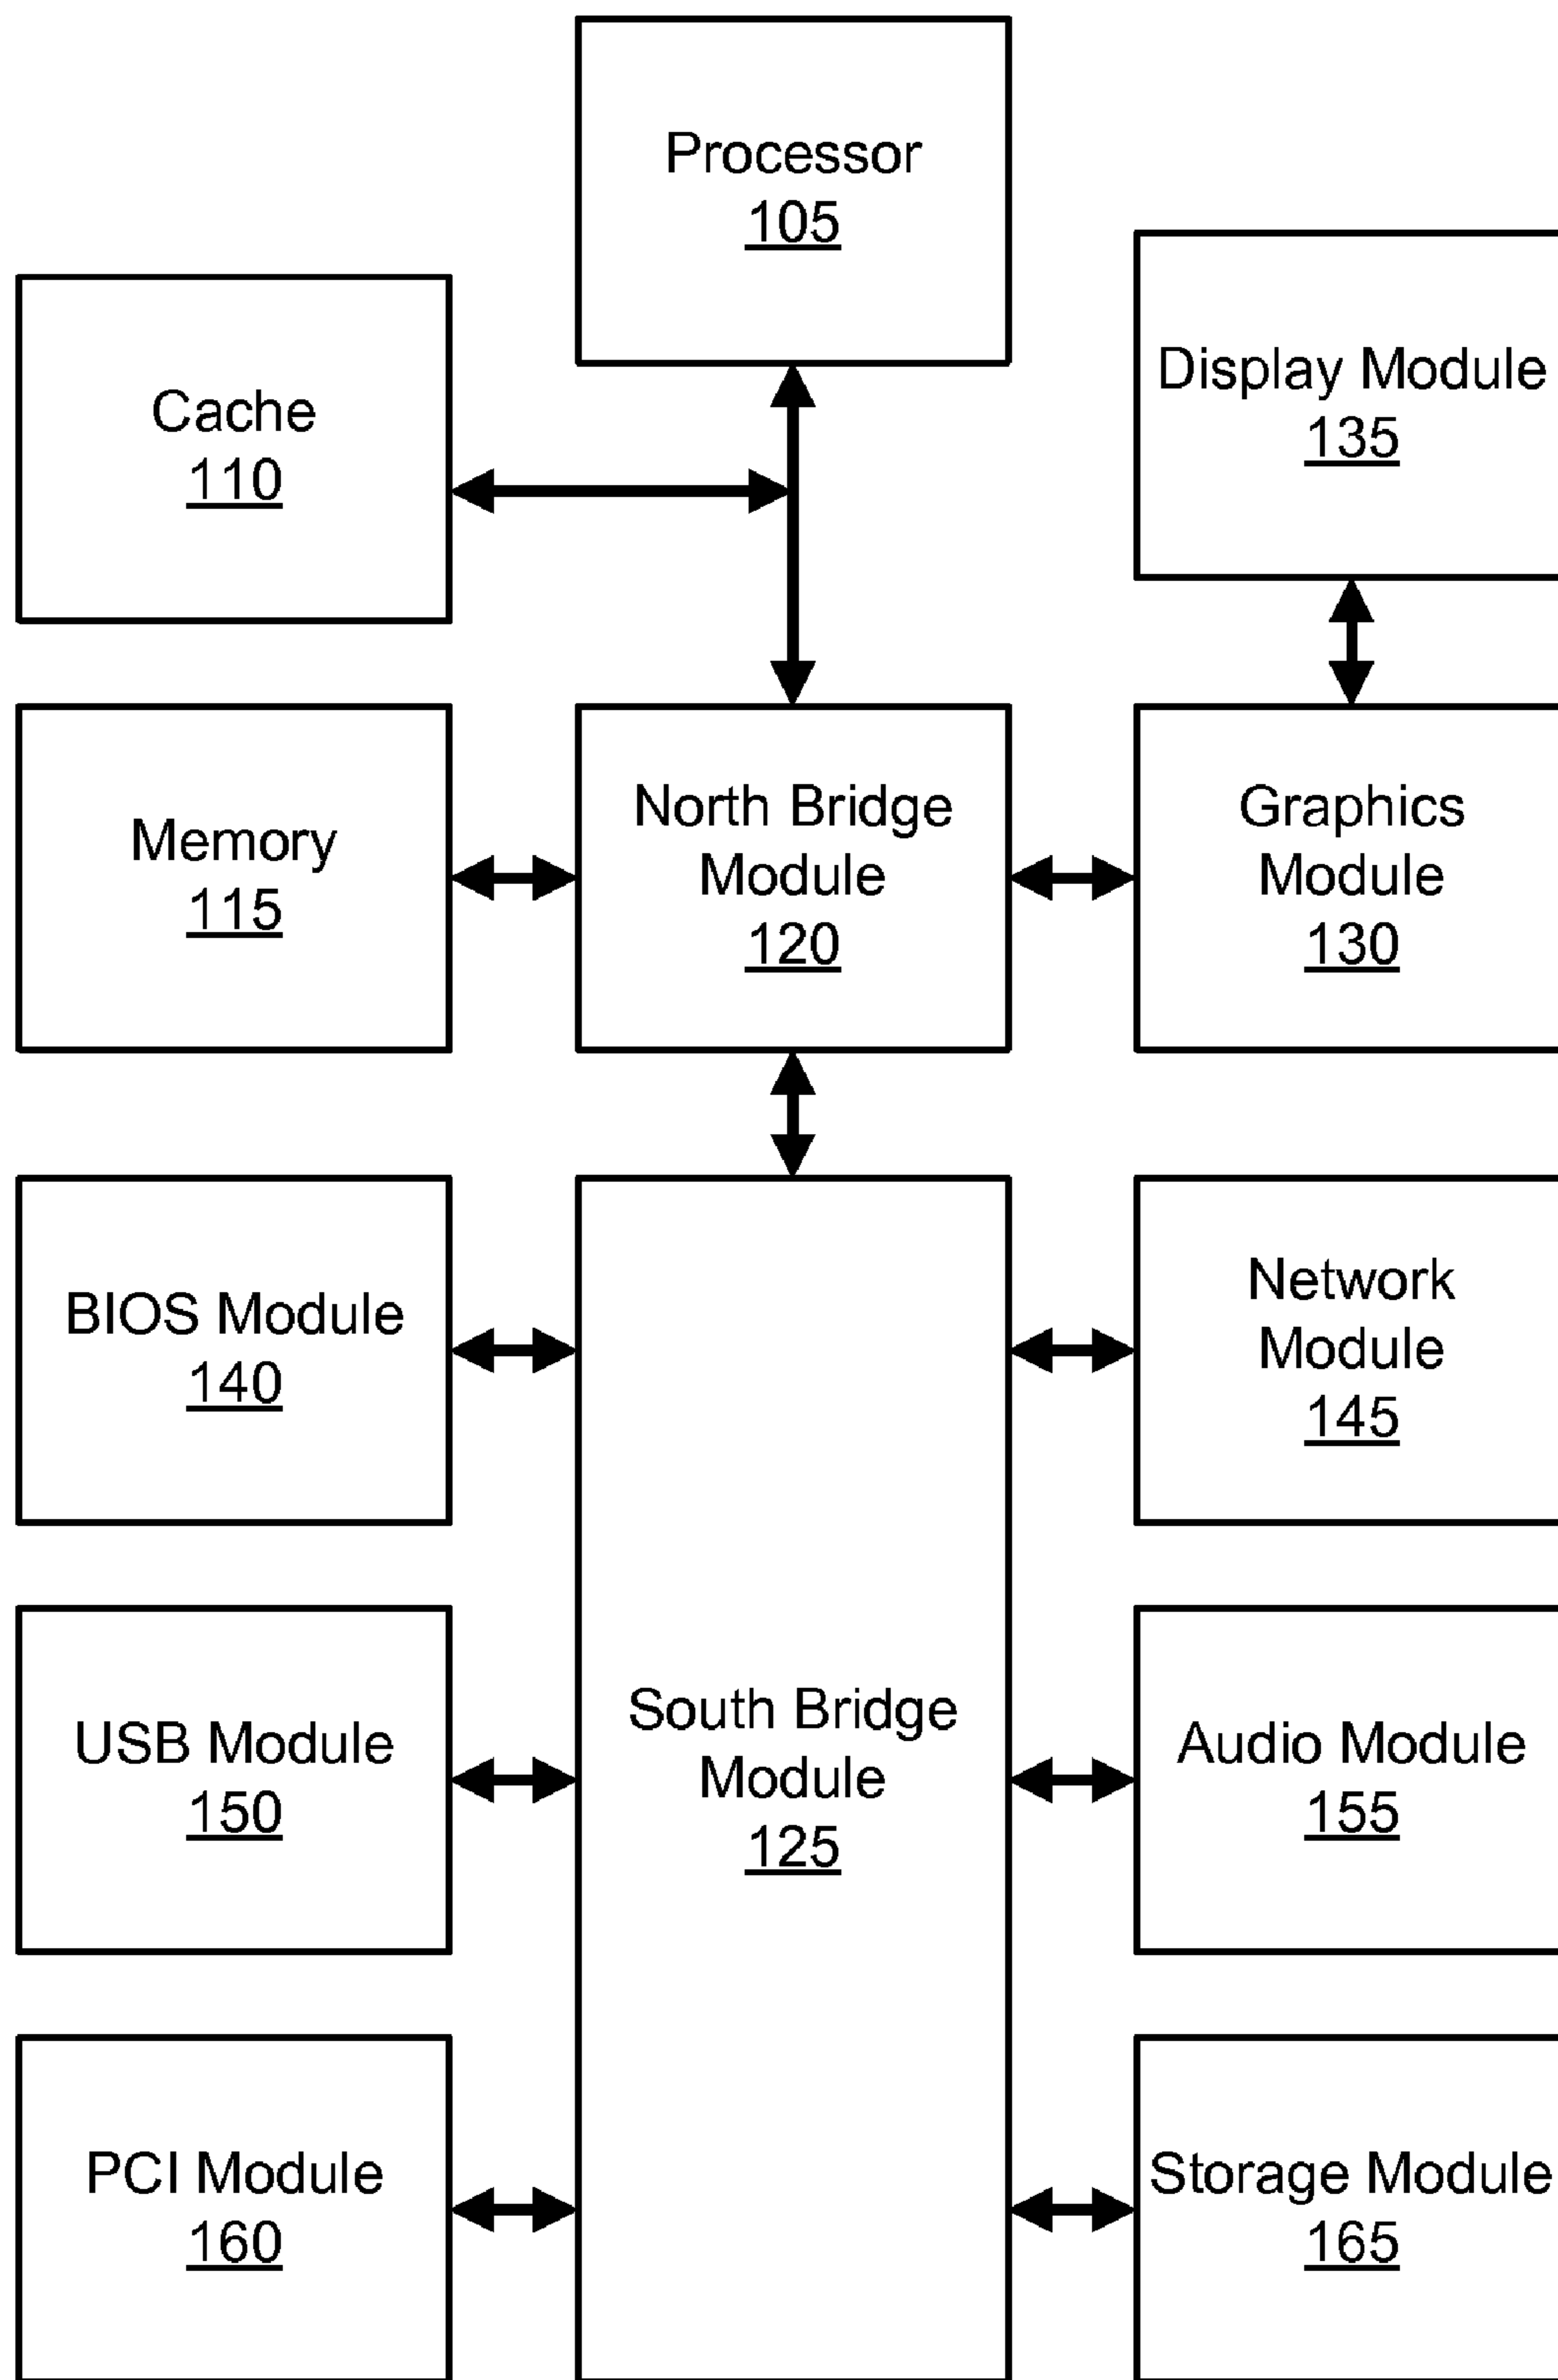 Processor
105
Display Module
135
Cache
110
Memory
115
North Bridge
Module
120
Graphics
Module
130
BIOS Module
140
Network
Module
145
USB Module
150
South Bridge
Module
125
Audio Module
155
PCI Module
160
Storage Module
165